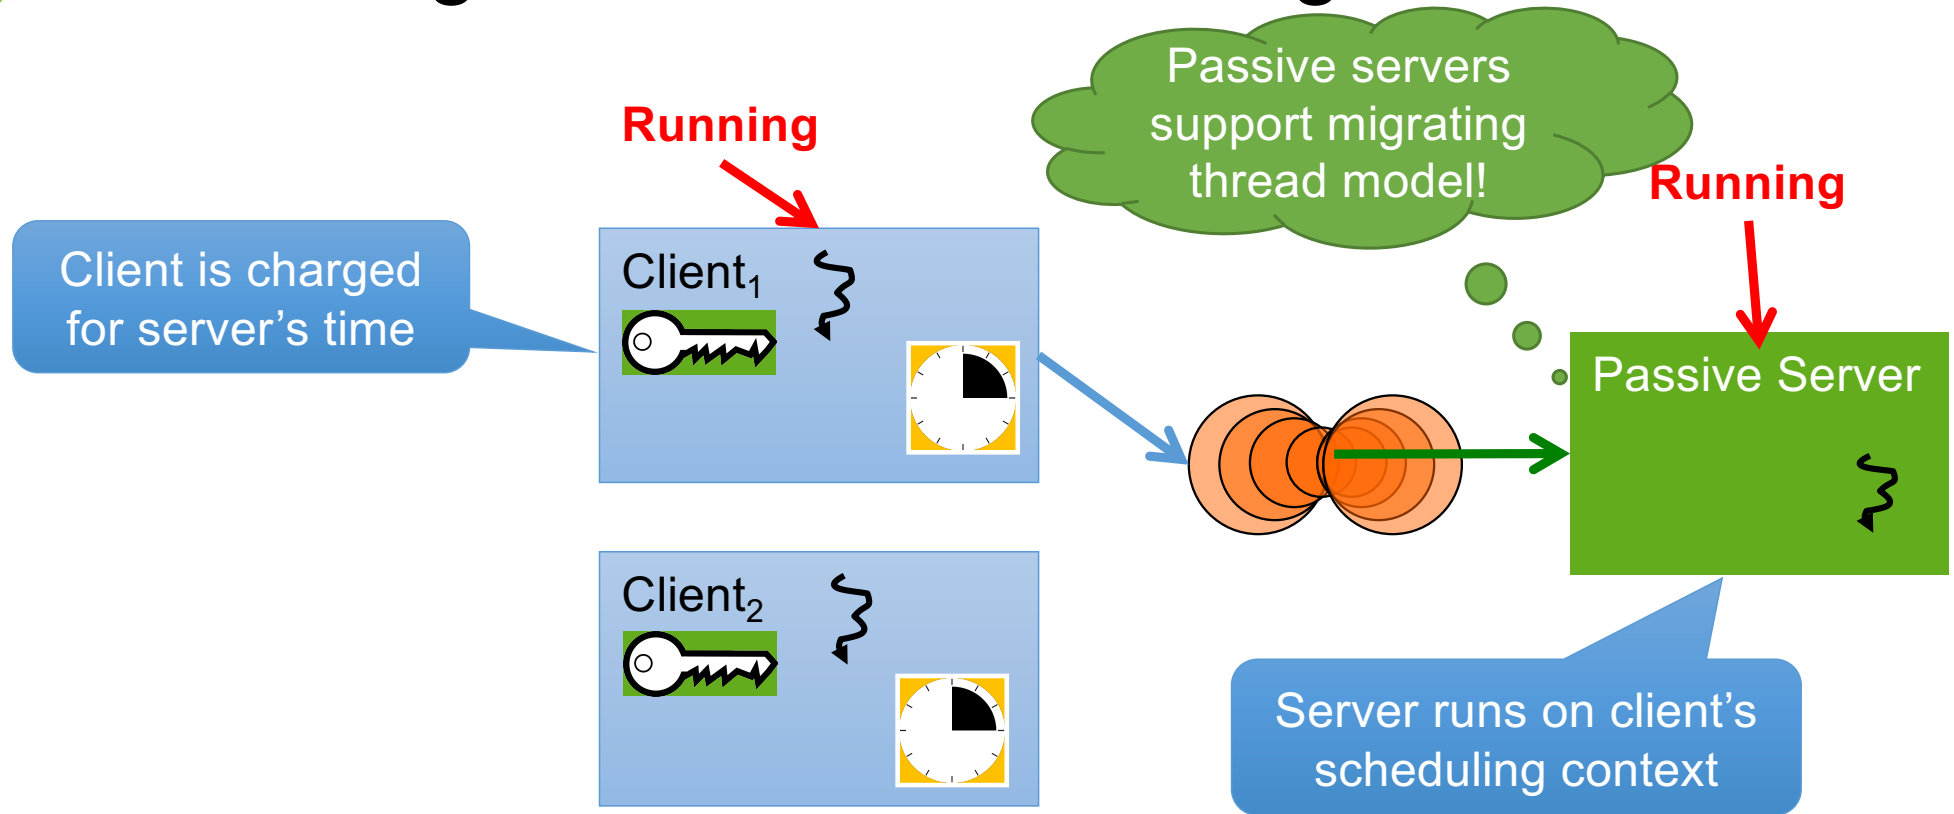 Passive servers
support migrating
thread model!
Running
Running
Client is charged
for server's time
Client₁
Passive Server
Client₂
Server runs on client's
scheduling context